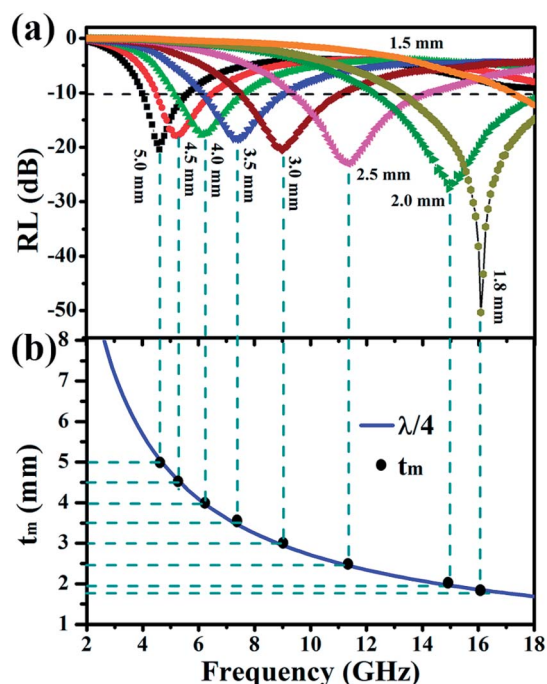 (a)
0
-10
-20
-30
-40
-50
RL (dB)
1.5 mm
5.0 mm
4.5 mm
4.0 mm
3.5 mm
3.0 mm
2.5 mm
2.0 mm
1.8 mm
(b)
8
7
6
5
4
3
2
1
tm (mm)
λ/4
tm
2 4 6 8 10 12 14 16 18
Frequency (GHz)